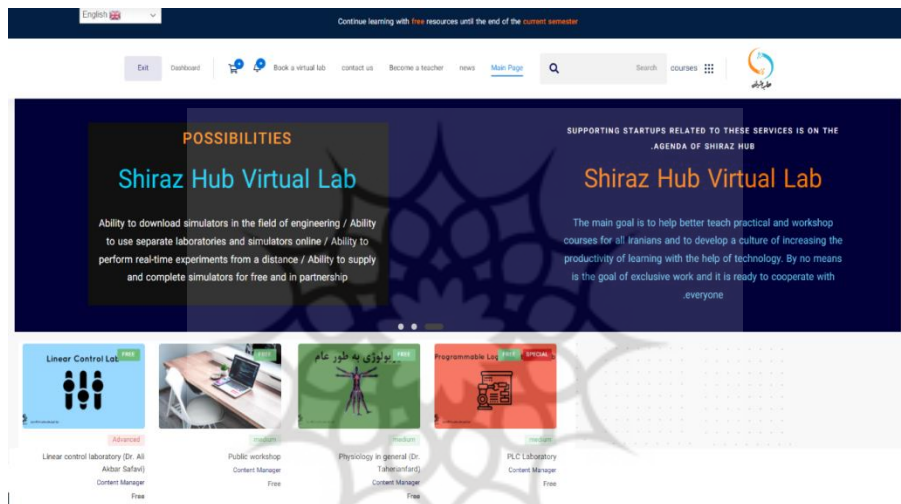 English
Continue learning with free resources until the end of the current semester
Exit
Dashboard
Book a virtual lab
contact us
Become a teacher
news
Main Page
Search
courses
POSSIBILITIES
Shiraz Hub Virtual Lab
Ability to download simulators in the field of engineering / Ability
to use separate laboratories and simulators online / Ability to
perform real-time experiments from a distance / Ability to supply
and complete simulators for free and in partnership
SUPPORTING STARTUPS RELATED TO THESE SERVICES IS ON THE
.AGENDA OF SHIRAZ HUB
Shiraz Hub Virtual Lab
The main goal is to help better teach practical and workshop
courses for all Iranians and to develop a culture of increasing the
productivity of learning with the help of technology. By no means
is the goal of exclusive work and it is ready to cooperate with
.everyone
Linear Control Lab
FREE
FREE
به طور عام
FREE
Programmable
FREE
SPECIAL
Advanced
Linear control laboratory (Dr. Ali
Akbar Safavi)
Content Manager
Free
medium
Public workshop
Content Manager
Free
medium
Physiology in general (Dr.
Taherianfard)
Content Manager
Free
medium
PLC Laboratory
Content Manager
Free